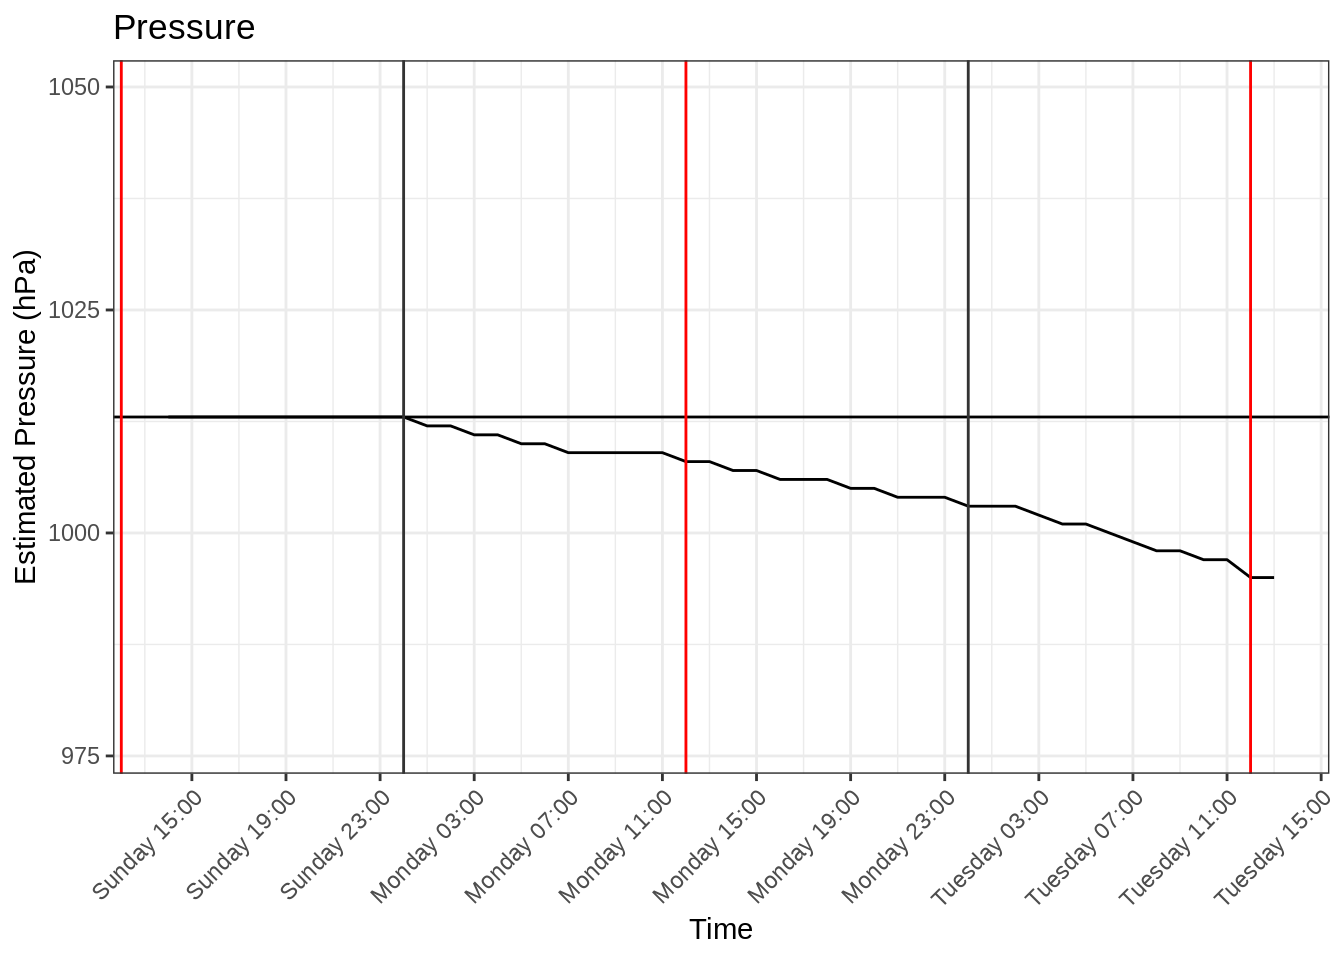 Pressure
1050
1025
1000
975
Estimated Pressure (hPa)
Sunday 15:00
Sunday 19:00
Sunday 23:00
Monday 03:00
Monday 07:00
Monday 11:00
Monday 15:00
Monday 19:00
Monday 23:00
Tuesday 03:00
Tuesday 07:00
Tuesday 11:00
Tuesday 15:00
Time